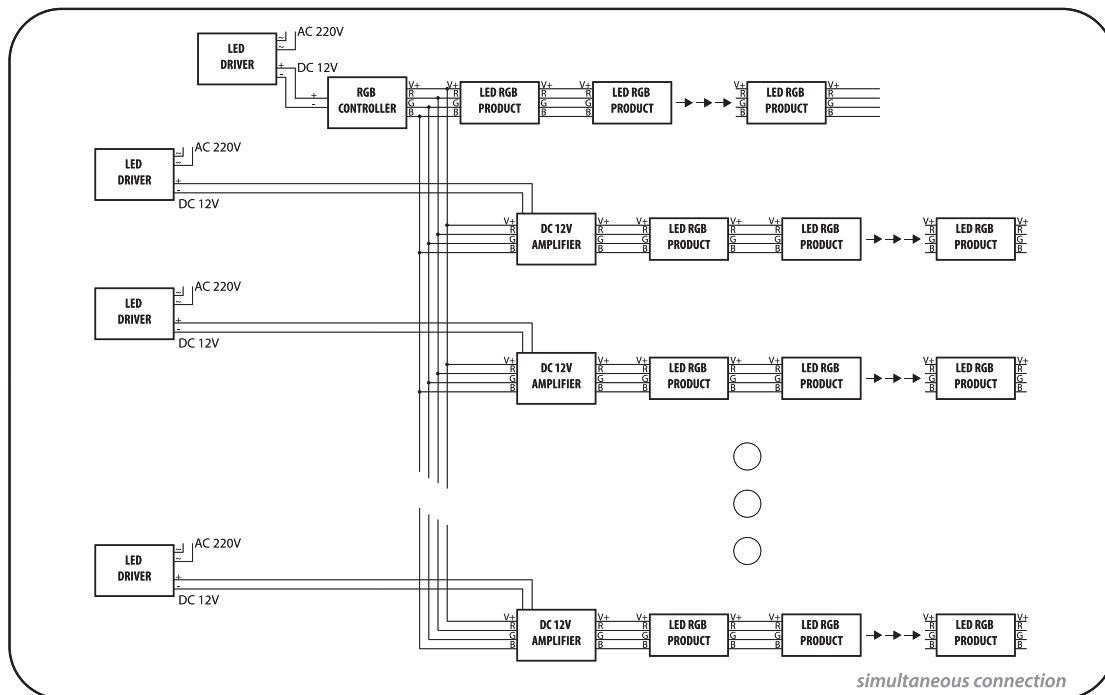 AC 220V
~
~
LED
DRIVER
+
-
DC 12V
+
-
RGB
CONTROLLER
V+ R G B
V+ R G B
LED RGB
PRODUCT
V+ R G B
V+ R G B
LED RGB
PRODUCT
V+ R G B
LED RGB
PRODUCT
V+ R G B
AC 220V
~
~
LED
DRIVER
+
-
DC 12V
V+ R G B
DC 12V
AMPLIFIER
V+ R G B
V+ R G B
LED RGB
PRODUCT
V+ R G B
V+ R G B
LED RGB
PRODUCT
V+ R G B
LED RGB
PRODUCT
V+ R G B
AC 220V
~
~
LED
DRIVER
+
-
DC 12V
V+ R G B
DC 12V
AMPLIFIER
V+ R G B
V+ R G B
LED RGB
PRODUCT
V+ R G B
V+ R G B
LED RGB
PRODUCT
V+ R G B
LED RGB
PRODUCT
V+ R G B
AC 220V
~
~
LED
DRIVER
+
-
DC 12V
V+ R G B
DC 12V
AMPLIFIER
V+ R G B
V+ R G B
LED RGB
PRODUCT
V+ R G B
V+ R G B
LED RGB
PRODUCT
V+ R G B
LED RGB
PRODUCT
V+ R G B
simultaneous connection